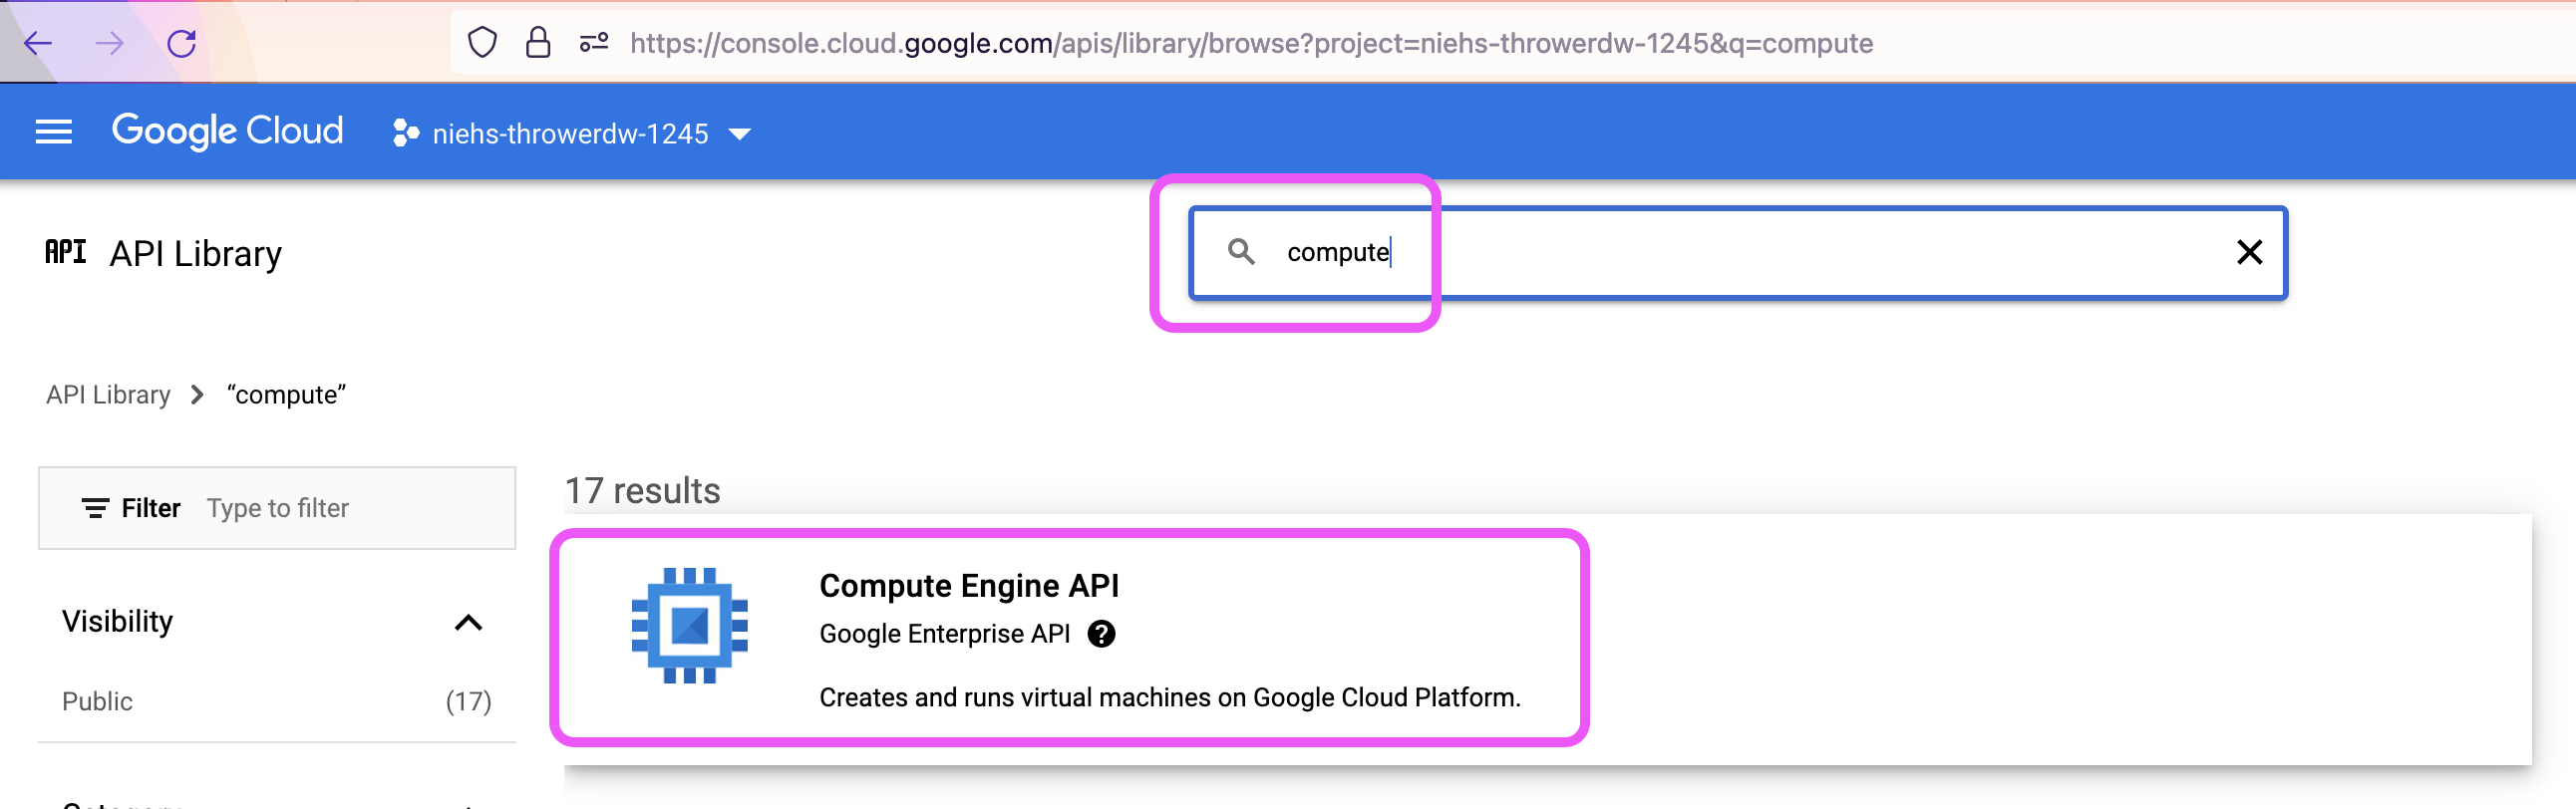 https://console.cloud.google.com/apis/library/browse?project=niehs-throwerdw-1245&q=compute
Google Cloud niehs-throwerdw-1245
API API Library
compute
API Library “compute”
Filter Type to filter
17 results
Compute Engine API
Google Enterprise API
Creates and runs virtual machines on Google Cloud Platform.
Visibility
Public (17)
Category